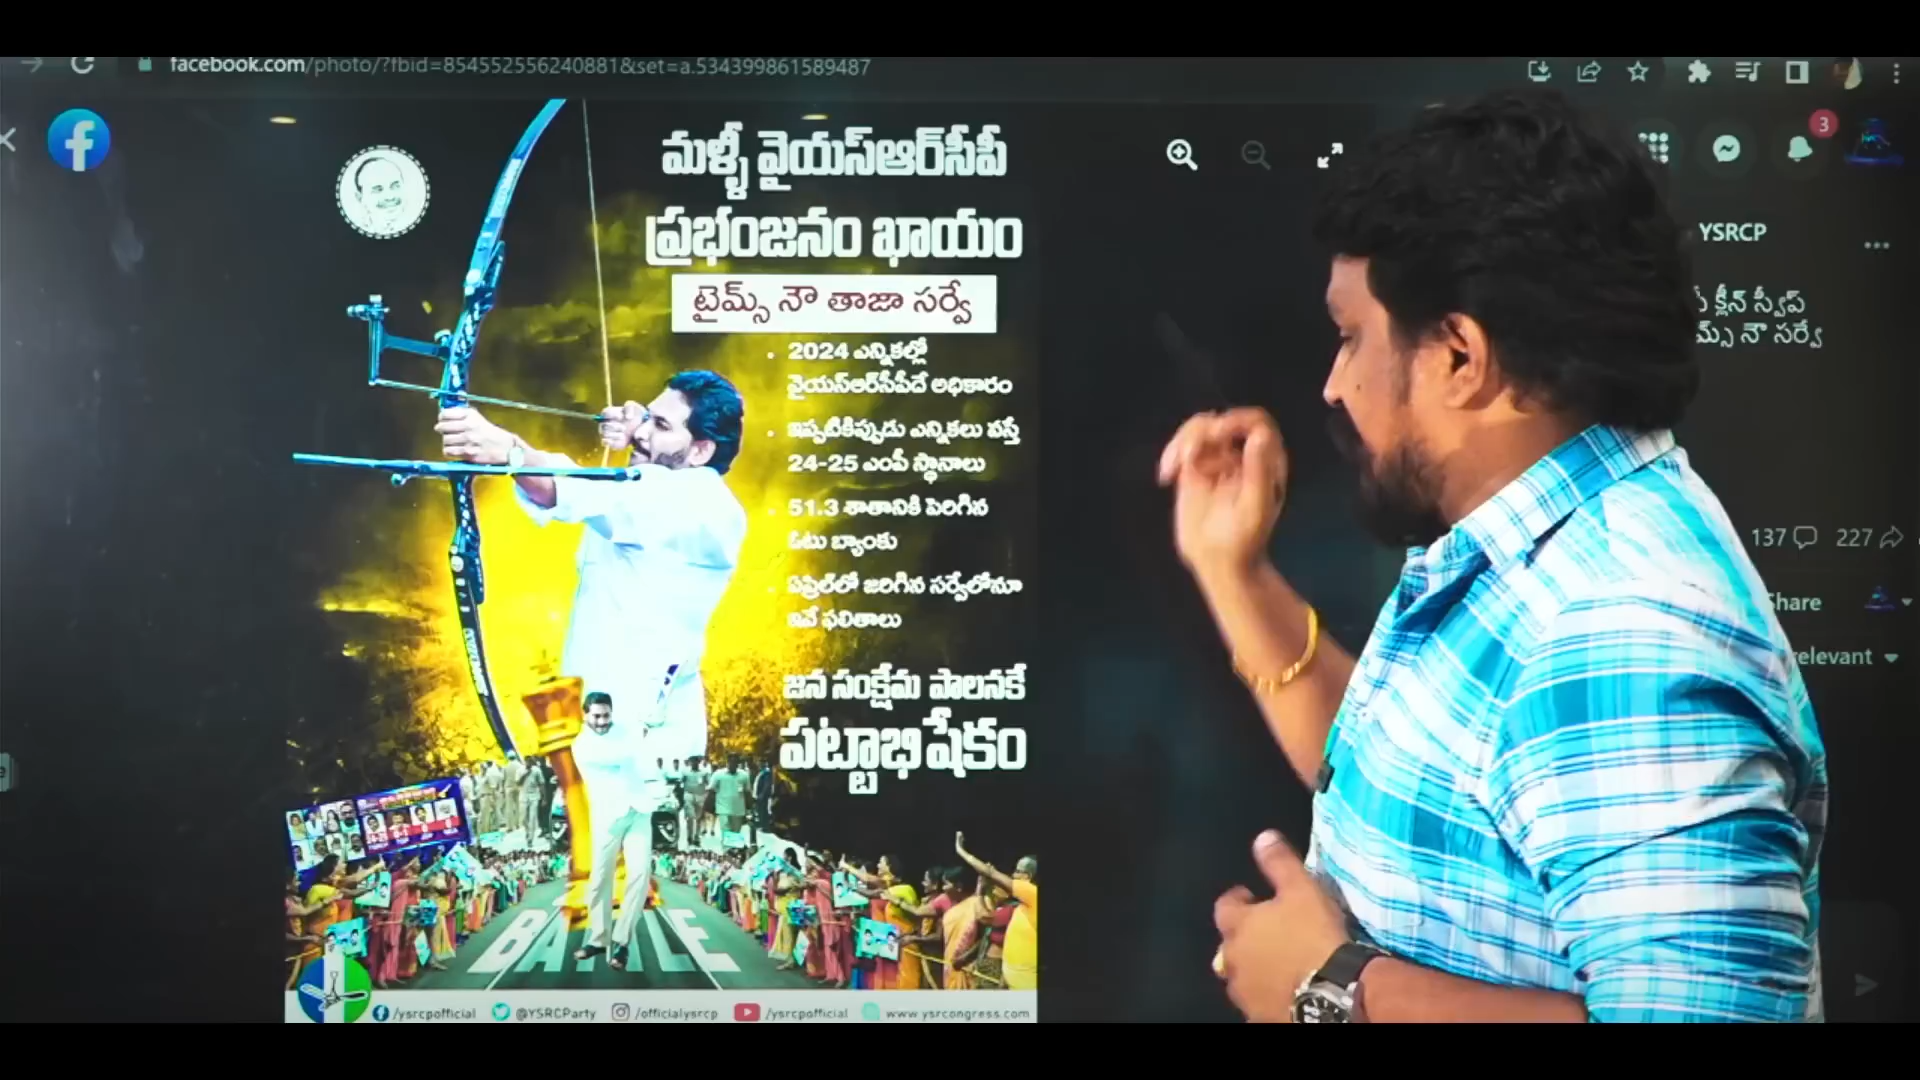 facebook.com/photo/?fbid=854552556240881&set=a.534399861589487
3
మళ్ళీ వైయస్ఆర్‌సీపీ
ప్రభంజనం ఖాయం
టైమ్స్ నౌ తాజా సర్వే
• 2024 ఎన్నికల్లో
వైయస్ఆర్‌సీపీదే అధికారం
• ఇప్పటికిప్పుడు ఎన్నికలు వస్తే
24-25 ఎంపీ స్థానాలు
• 51.3 శాతానికి పెరిగిన
ఓటు బ్యాంకు
• ఏప్రిల్‌లో జరిగిన సర్వేలోనూ
ఇవే ఫలితాలు
జన సంక్షేమ పాలనకే
పట్టాభిషేకం
BATTLE
/ysrcpofficial @YSRCParty /officialysrcp /ysrcpofficial www.ysrcongress.com
YSRCP
క్లీన్ స్వీప్
నౌ సర్వే
137 227
Share
relevant